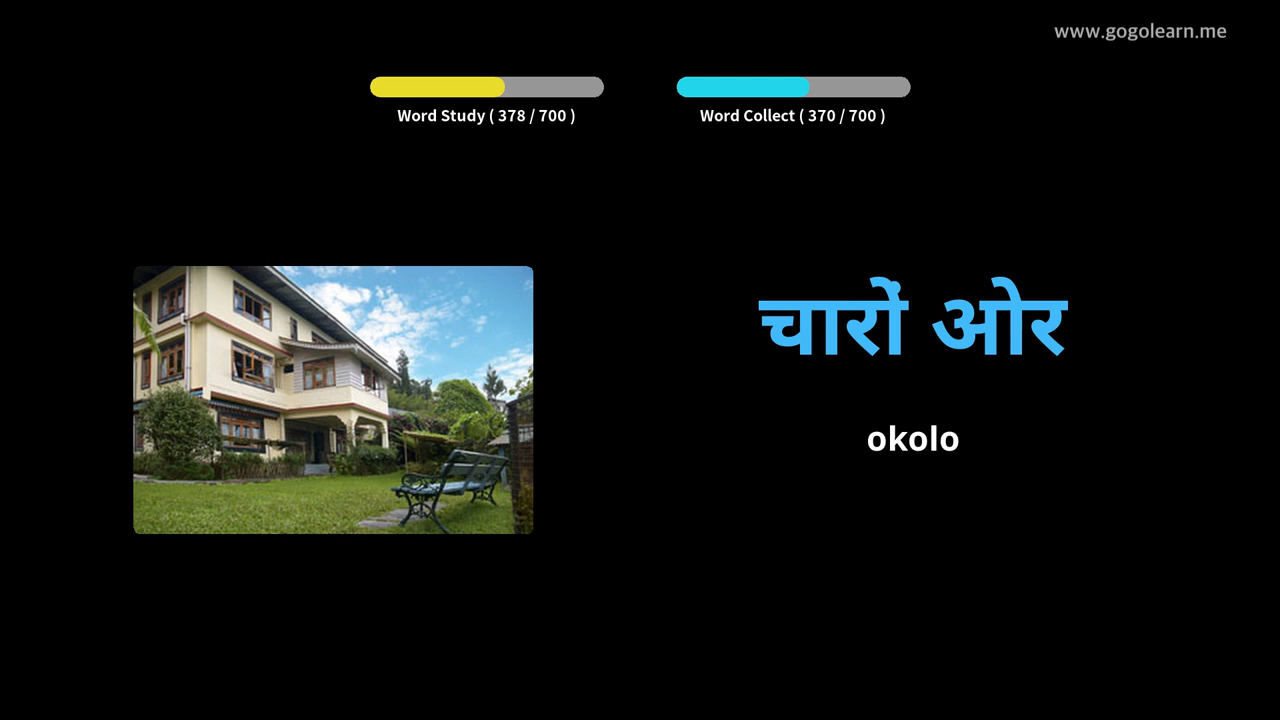 www.gogolearn.me
Word Study ( 378 / 700 )
Word Collect ( 370 / 700 )
चारों ओर
okolo